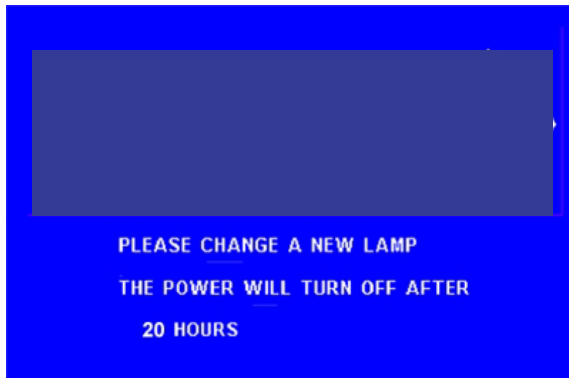 PLEASE CHANGE A NEW LAMP
THE POWER WILL TURN OFF AFTER
20 HOURS